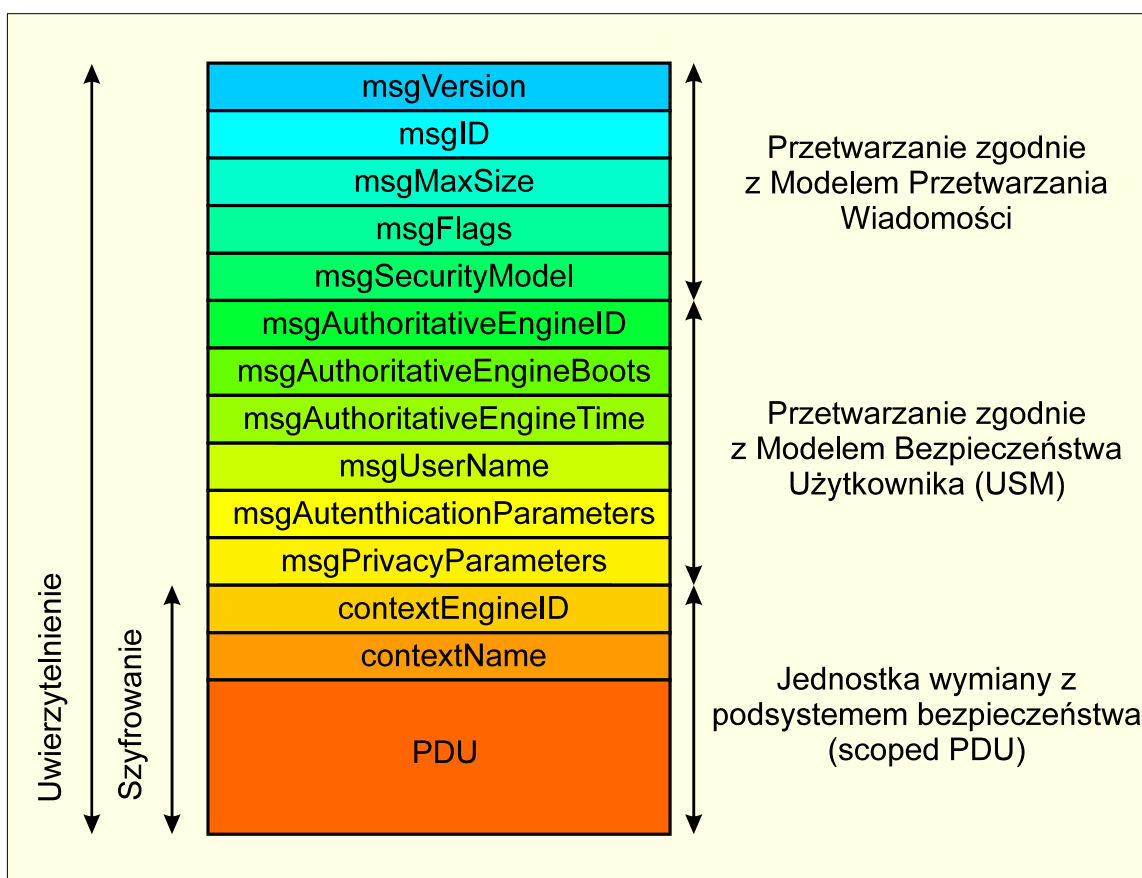 msgVersion
msgID
msgMaxSize
msgFlags
msgSecurityModel
msgAuthoritativeEngineID
msgAuthoritativeEngineBoots
msgAuthoritativeEngineTime
msgUserName
msgAutenthicationParameters
msgPrivacyParameters
contextEngineID
contextName
PDU
Przetwarzanie zgodnie
z Modelem Przetwarzania
Wiadomości
Przetwarzanie zgodnie
z Modelem Bezpieczeństwa
Użytkownika (USM)
Jednostka wymiany z
podsystemem bezpieczeństwa
(scoped PDU)
Uwierzytelnienie
Szyfrowanie